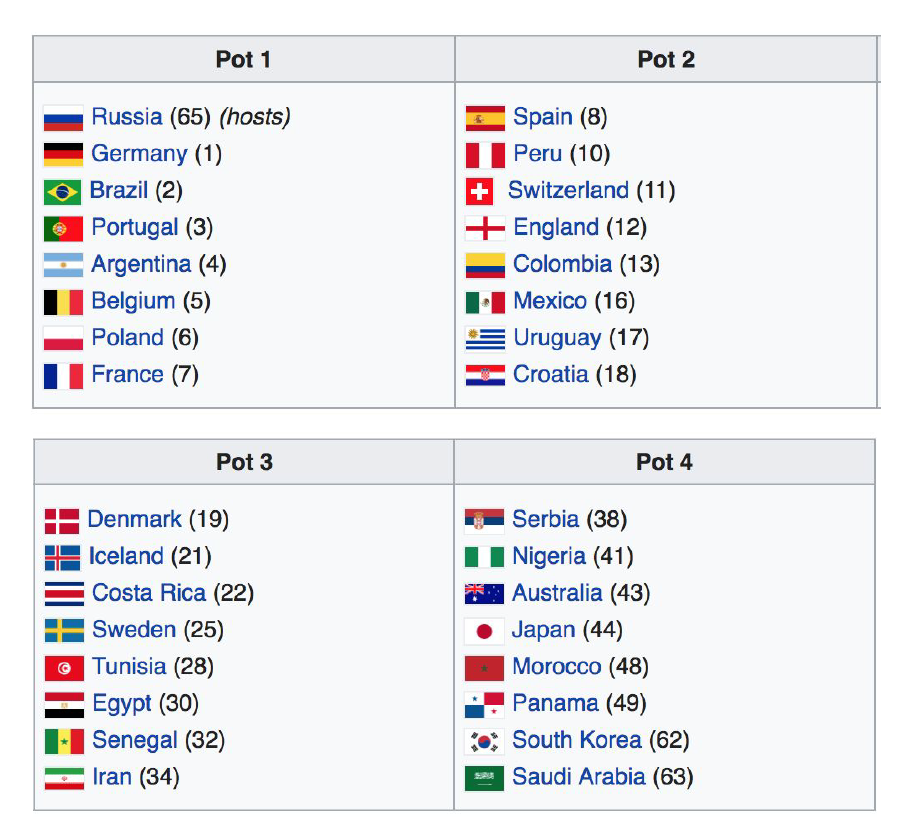 Pot 1
Pot 2
Russia (65) (hosts)
Germany (1)
Brazil (2)
Portugal (3)
Argentina (4)
Belgium (5)
Poland (6)
France (7)
Spain (8)
Peru (10)
Switzerland (11)
England (12)
Colombia (13)
Mexico (16)
Uruguay (17)
Croatia (18)
Pot 3
Pot 4
Denmark (19)
Iceland (21)
Costa Rica (22)
Sweden (25)
Tunisia (28)
Egypt (30)
Senegal (32)
Iran (34)
Serbia (38)
Nigeria (41)
Australia (43)
Japan (44)
Morocco (48)
Panama (49)
South Korea (62)
Saudi Arabia (63)